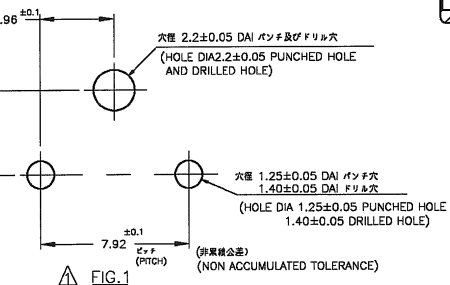 .96 ±0.1
穴径 2.2±0.05 DAI パンチ及びドリル穴
(HOLE DIA2.2±0.05 PUNCHED HOLE
AND DRILLED HOLE)
穴径 1.25±0.05 DAI パンチ穴
1.40±0.05 DAI ドリル穴
(HOLE DIA 1.25±0.05 PUNCHED HOLE
1.40±0.05 DRILLED HOLE)
±0.1
7.92 ピッチ (非累積公差)
(PITCH) (NON ACCUMULATED TOLERANCE)
1 FIG.1